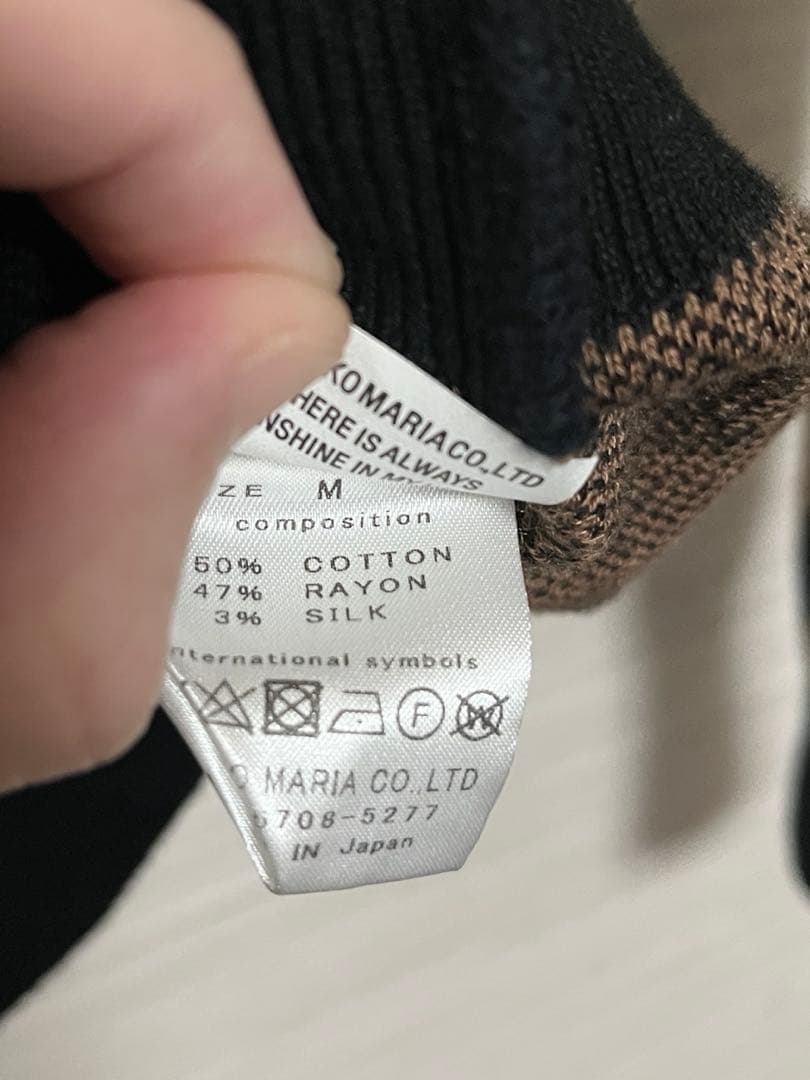 KO MARIA CO.,LTD
HERE IS ALWAYS
NSHINE IN MY
ZE M
composition
50% COTTON
47% RAYON
3% SILK
nternational symbols
F W
O MARIA CO.,LTD
5708-5277
IN Japan